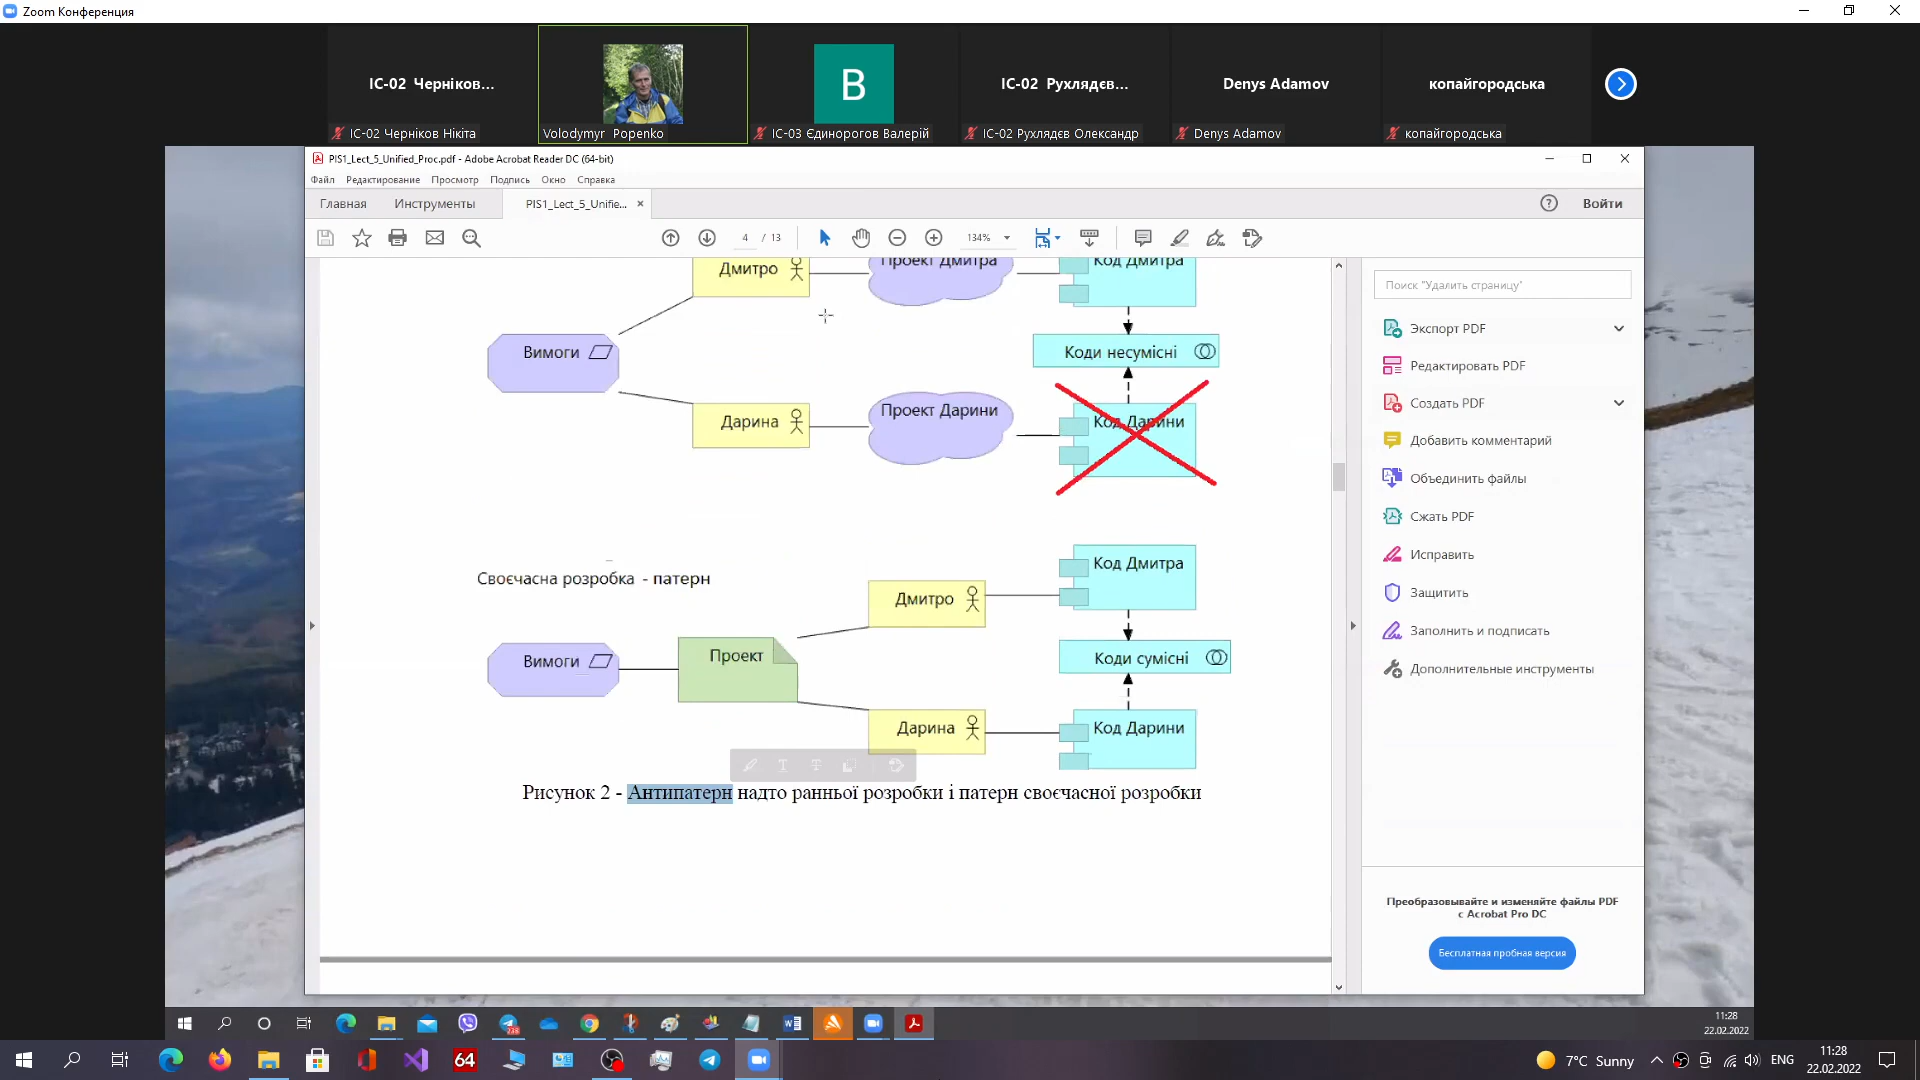 Zoom Конференция
ІС-02 Черніков...
B
ІС-02 Рухлядєв...
Denys Adamov
копайгородська
ІС-02 Черніков Нікіта
Volodymyr Popenko
ІС-03 Єдинорогов Валерій
ІС-02 Рухлядєв Олександр
Denys Adamov
копайгородська
PIS1_Lect_5_Unified_Proc.pdf - Adobe Acrobat Reader DC (64-bit)
Файл Редактирование Просмотр Подпись Окно Справка
Главная Инструменты PIS1_Lect_5_Unifie... Войти
4 / 13 134%
Дмитро
Проект Дмитра
Код Дмитра
Вимоги
Коди несумісні
Дарина
Проект Дарини
Код Дарини
Своєчасна розробка - патерн
Код Дмитра
Дмитро
Вимоги
Проект
Коди сумісні
Дарина
Код Дарини
Рисунок 2 - Антипатерн надто ранньої розробки і патерн своєчасної розробки
Поиск "Удалить страницу"
Экспорт PDF
Редактировать PDF
Создать PDF
Добавить комментарий
Объединить файлы
Сжать PDF
Исправить
Защитить
Заполнить и подписать
Дополнительные инструменты
Преобразовывайте и изменяйте файлы PDF
с Acrobat Pro DC
Бесплатная пробная версия
238
11:28
22.02.2022
64
7°C Sunny
ENG
11:28
22.02.2022